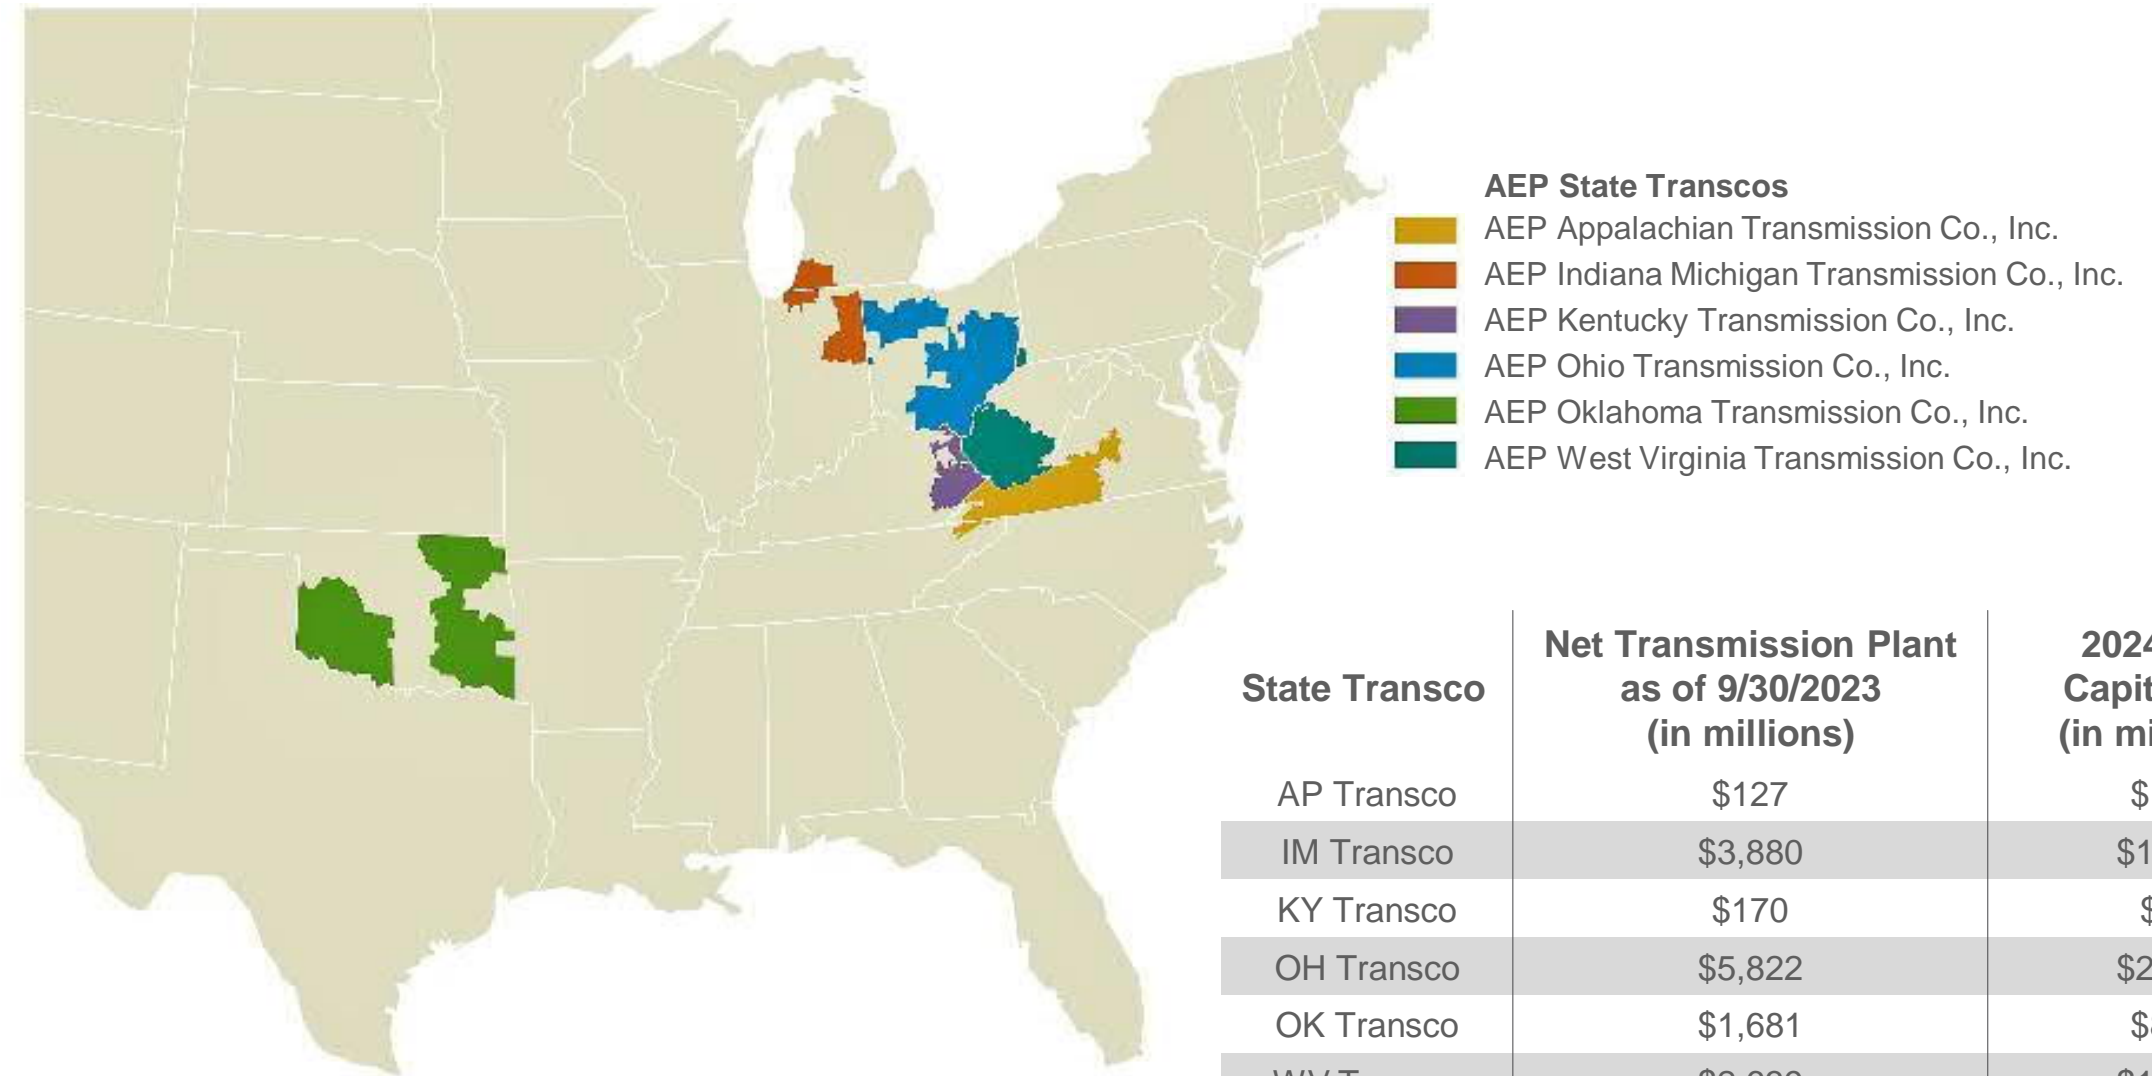 AEP State Transcos
AEP Appalachian Transmission Co., Inc.
AEP Indiana Michigan Transmission Co., Inc.
AEP Kentucky Transmission Co., Inc.
AEP Ohio Transmission Co., Inc.
AEP Oklahoma Transmission Co., Inc.
AEP West Virginia Transmission Co., Inc.
Net Transmission Plant 2024
State Transco as of 9/30/2023
(in millions)
AP Transco $127 $
IM Transco $3,880 $1
KY Transco $170 $
OH Transco $5,822 $2
OK Transco $1,681 $